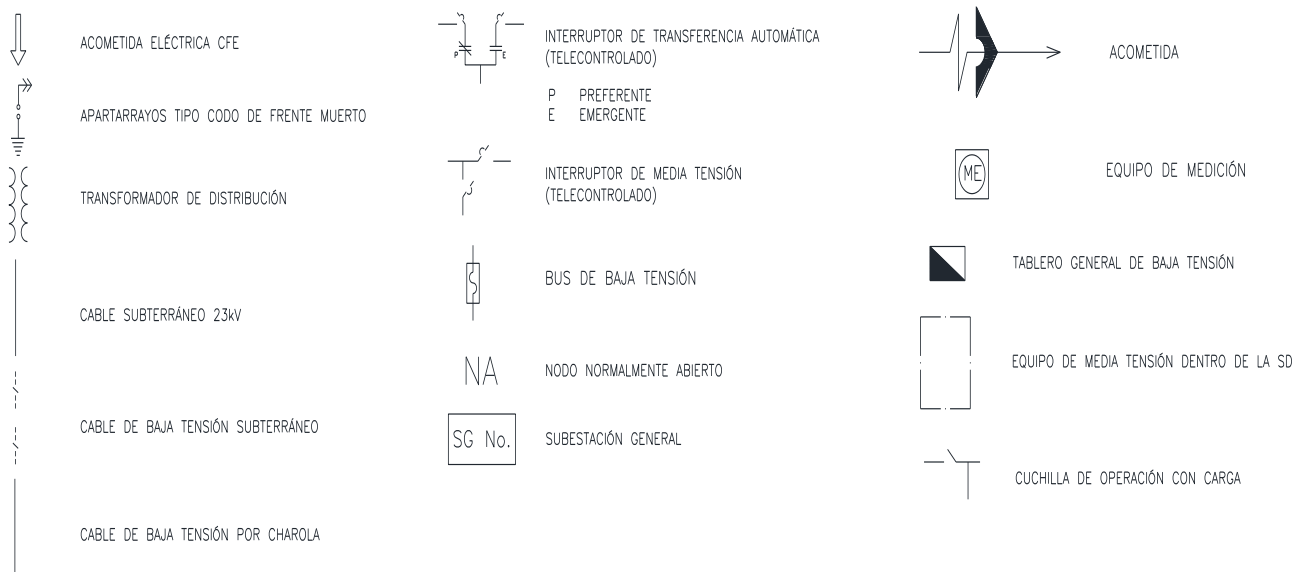 ACOMETIDA ELÉCTRICA CFE
APARTARRAYOS TIPO CODO DE FRENTE MUERTO
TRANSFORMADOR DE DISTRIBUCIÓN
CABLE SUBTERRÁNEO 23kV
CABLE DE BAJA TENSIÓN SUBTERRÁNEO
CABLE DE BAJA TENSIÓN POR CHAROLA
P E
INTERRUPTOR DE TRANSFERENCIA AUTOMÁTICA
(TELECONTROLADO)
P PREFERENTE
E EMERGENTE
INTERRUPTOR DE MEDIA TENSIÓN
(TELECONTROLADO)
BUS DE BAJA TENSIÓN
NA NODO NORMALMENTE ABIERTO
SG No. SUBESTACIÓN GENERAL
ACOMETIDA
ME EQUIPO DE MEDICIÓN
TABLERO GENERAL DE BAJA TENSIÓN
EQUIPO DE MEDIA TENSIÓN DENTRO DE LA SD
CUCHILLA DE OPERACIÓN CON CARGA